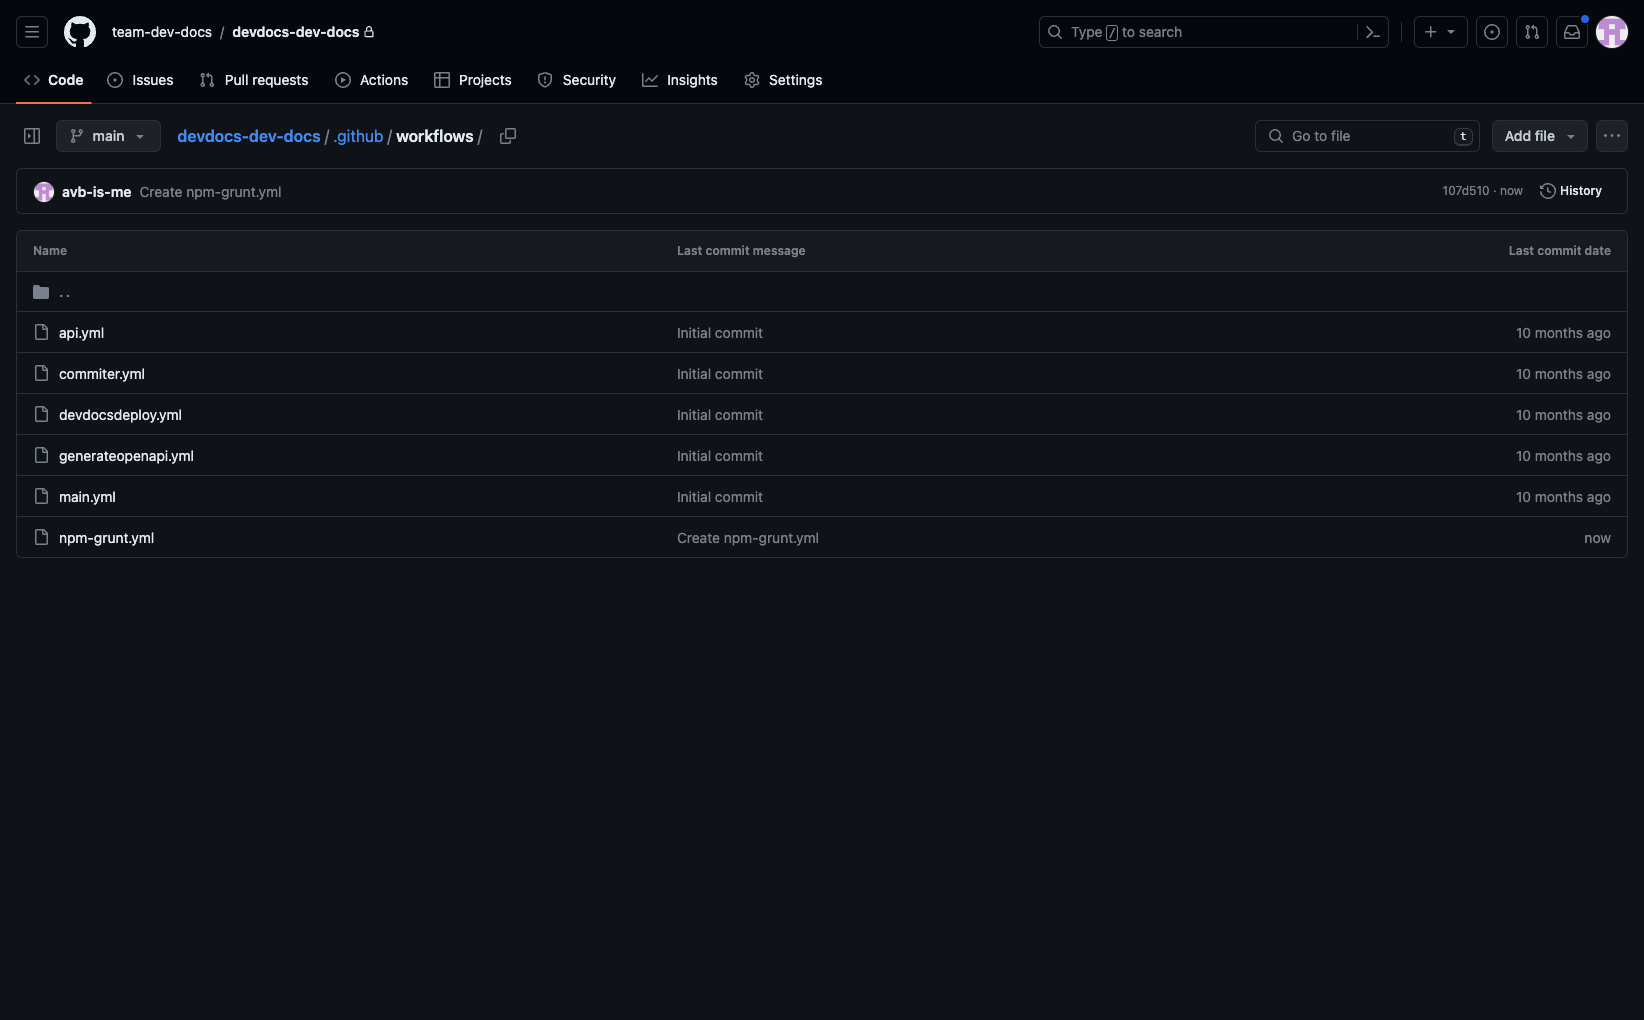 team-dev-docs / devdocs-dev-docs
Type / to search
Code Issues Pull requests Actions Projects Security Insights Settings
main
devdocs-dev-docs / .github / workflows /
Go to file t
Add file
avb-is-me Create npm-grunt.yml
107d510 · now History
Name Last commit message Last commit date
..
api.yml Initial commit 10 months ago
commiter.yml Initial commit 10 months ago
devdocsdeploy.yml Initial commit 10 months ago
generateopenapi.yml Initial commit 10 months ago
main.yml Initial commit 10 months ago
npm-grunt.yml Create npm-grunt.yml now